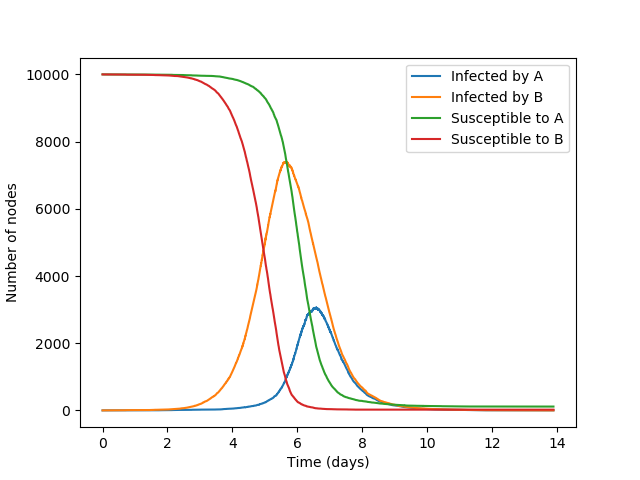 10000
8000
6000
4000
2000
0
Number of nodes
Infected by A
Infected by B
Susceptible to A
Susceptible to B
0 2 4 6 8 10 12 14
Time (days)